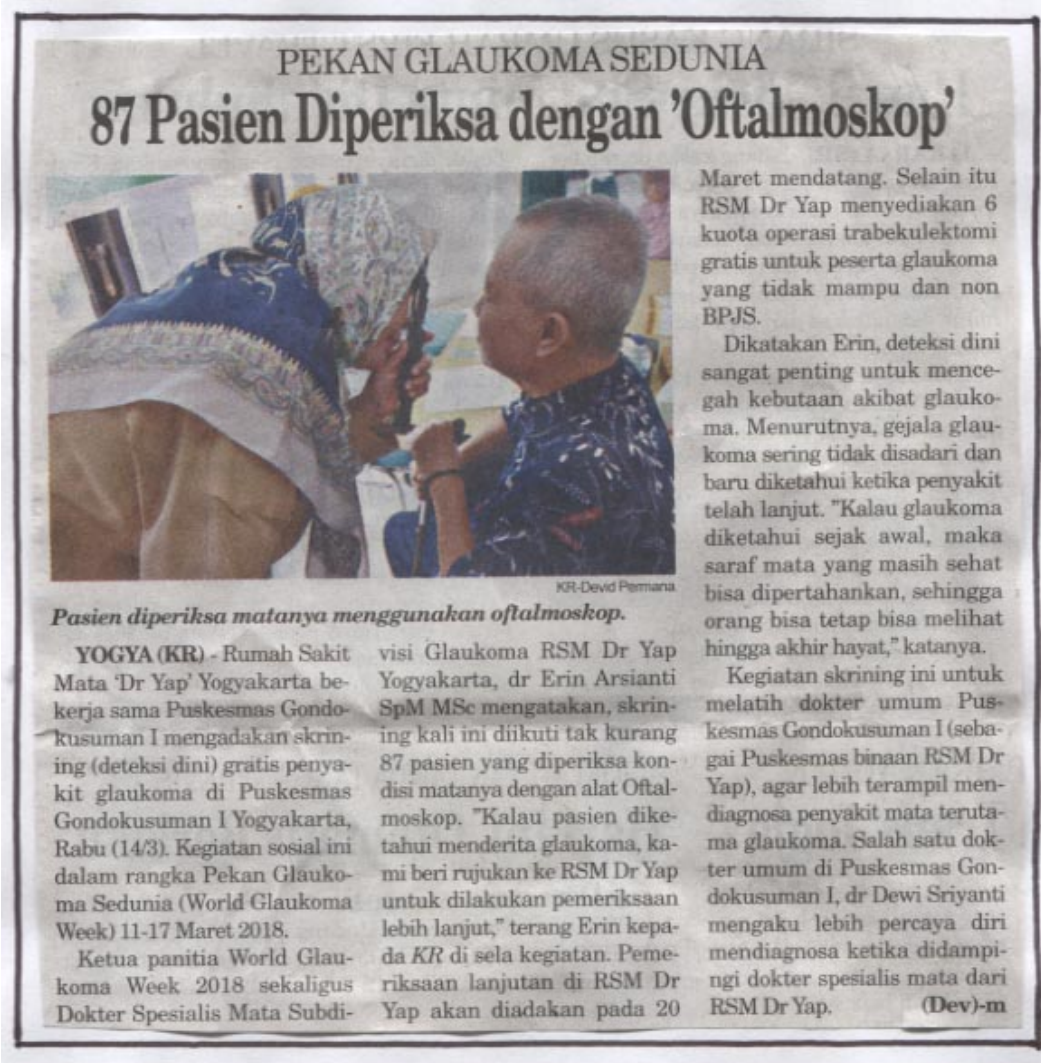 PEKAN GLAUKOMA SEDUNIA
87 Pasien Diperiksa dengan 'Oftalmoskop'
KR-Devid Permana
Pasien diperiksa matanya menggunakan oftalmoskop.
YOGYA (KR) - Rumah Sakit
Mata 'Dr Yap' Yogyakarta be-
kerja sama Puskesmas Gondo-
kusuman I mengadakan skrin-
ing (deteksi dini) gratis penya-
kit glaukoma di Puskesmas
Gondokusuman I Yogyakarta,
Rabu (14/3). Kegiatan sosial ini
dalam rangka Pekan Glauko-
ma Sedunia (World Glaukoma
Week) 11-17 Maret 2018.
Ketua panitia World Glau-
koma Week 2018 sekaligus
Dokter Spesialis Mata Subdi-
visi Glaukoma RSM Dr Yap
Yogyakarta, dr Erin Arsianti
SpM MSc mengatakan, skri-
ning kali ini diikuti tak kurang
87 pasien yang diperiksa kon-
disi matanya dengan alat Oftal-
moskop. "Kalau pasien dike-
tahui menderita glaukoma, ka-
mi beri rujukan ke RSM Dr Yap
untuk dilakukan pemeriksaan
lebih lanjut," terang Erin kepa-
da KR di sela kegiatan. Peme-
riksaan lanjutan di RSM Dr
Yap akan diadakan pada 20
Maret mendatang. Selain itu
RSM Dr Yap menyediakan 6
kuota operasi trabekulektomi
gratis untuk peserta glaukoma
yang tidak mampu dan non
BPJS.
Dikatakan Erin, deteksi dini
sangat penting untuk mence-
gah kebutaan akibat glauko-
ma. Menurutnya, gejala glau-
koma sering tidak disadari dan
baru diketahui ketika penyakit
telah lanjut. "Kalau glaukoma
diketahui sejak awal, maka
saraf mata yang masih sehat
bisa dipertahankan, sehingga
orang bisa tetap bisa melihat
hingga akhir hayat," katanya.
Kegiatan skrining ini untuk
melatih dokter umum Pus-
kesmas Gondokusuman I (seba-
gai Puskesmas binaan RSM Dr
Yap), agar lebih terampil men-
diagnosa penyakit mata teruta-
ma glaukoma. Salah satu dok-
ter umum di Puskesmas Gon-
dokusuman I, dr Dewi Sriyanti
mengaku lebih percaya diri
mendiagnosa ketika didampi-
ngi dokter spesialis mata dari
RSM Dr Yap. (Dev)-m